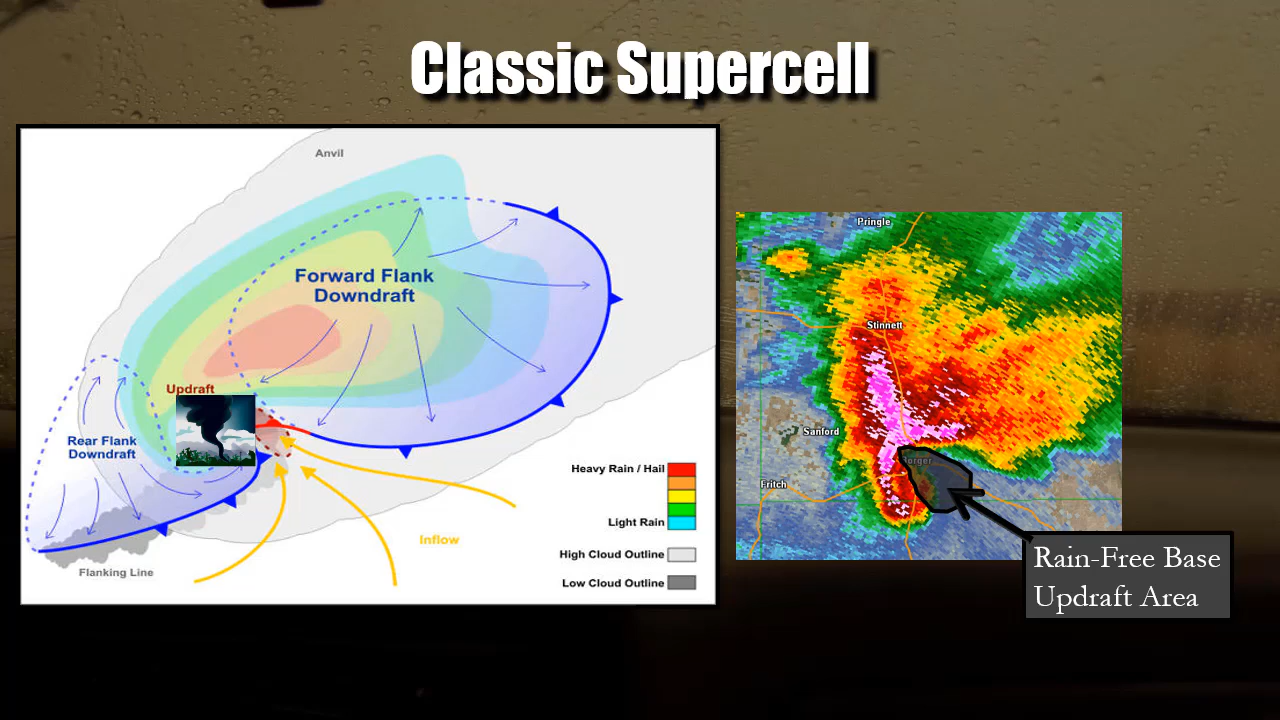 Classic Supercell
Anvil
Forward Flank
Downdraft
Updraft
Rear Flank
Downdraft
Inflow
Flanking Line
Heavy Rain / Hail
Light Rain
High Cloud Outline
Low Cloud Outline
Pringle
Stinnett
Sanford
Borger
Fritch
Rain-Free Base
Updraft Area